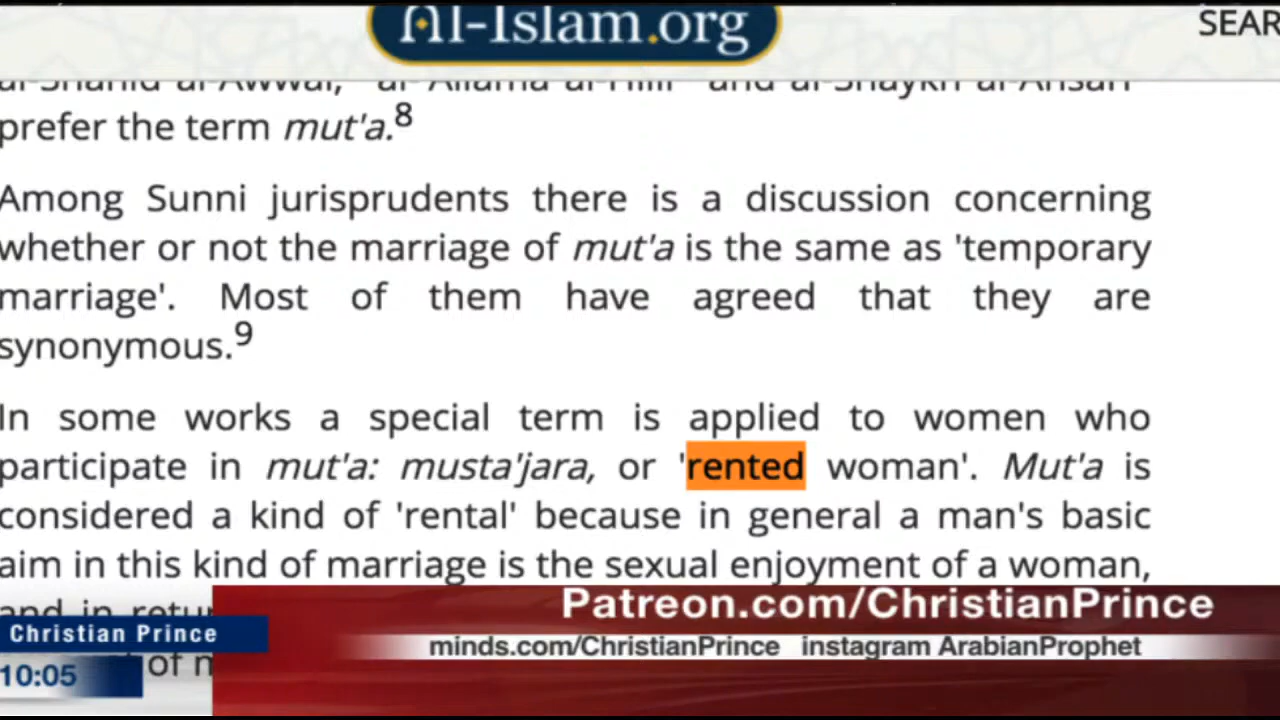 Al-Islam.org
SEAR
prefer the term mut'a.8
Among Sunni jurisprudents there is a discussion concerning
whether or not the marriage of mut'a is the same as 'temporary
marriage'. Most of them have agreed that they are
synonymous.9
In some works a special term is applied to women who
participate in mut'a: musta'jara, or 'rented woman'. Mut'a is
considered a kind of 'rental' because in general a man's basic
aim in this kind of marriage is the sexual enjoyment of a woman,
and in retur
of
Patreon.com/ChristianPrince
Christian Prince
minds.com/ChristianPrince instagram ArabianProphet
10:05